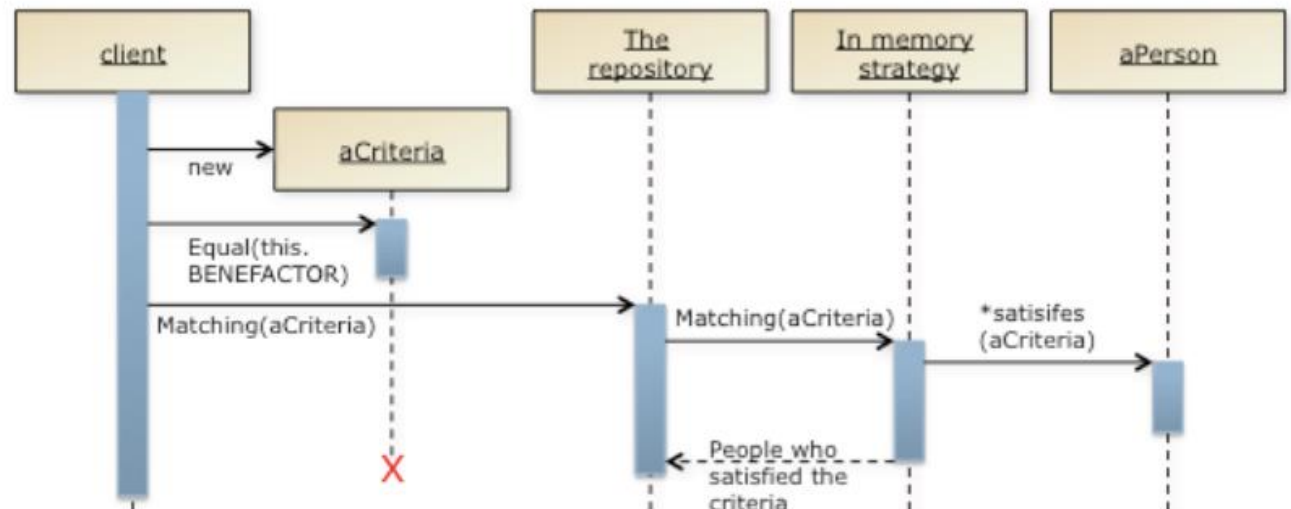 client
The
repository
In memory
strategy
aPerson
new
aCriteria
Equal(this.
BENEFACTOR)
Matching(aCriteria)
Matching(aCriteria)
*satisifes
(aCriteria)
X
People who
satisfied the
criteria